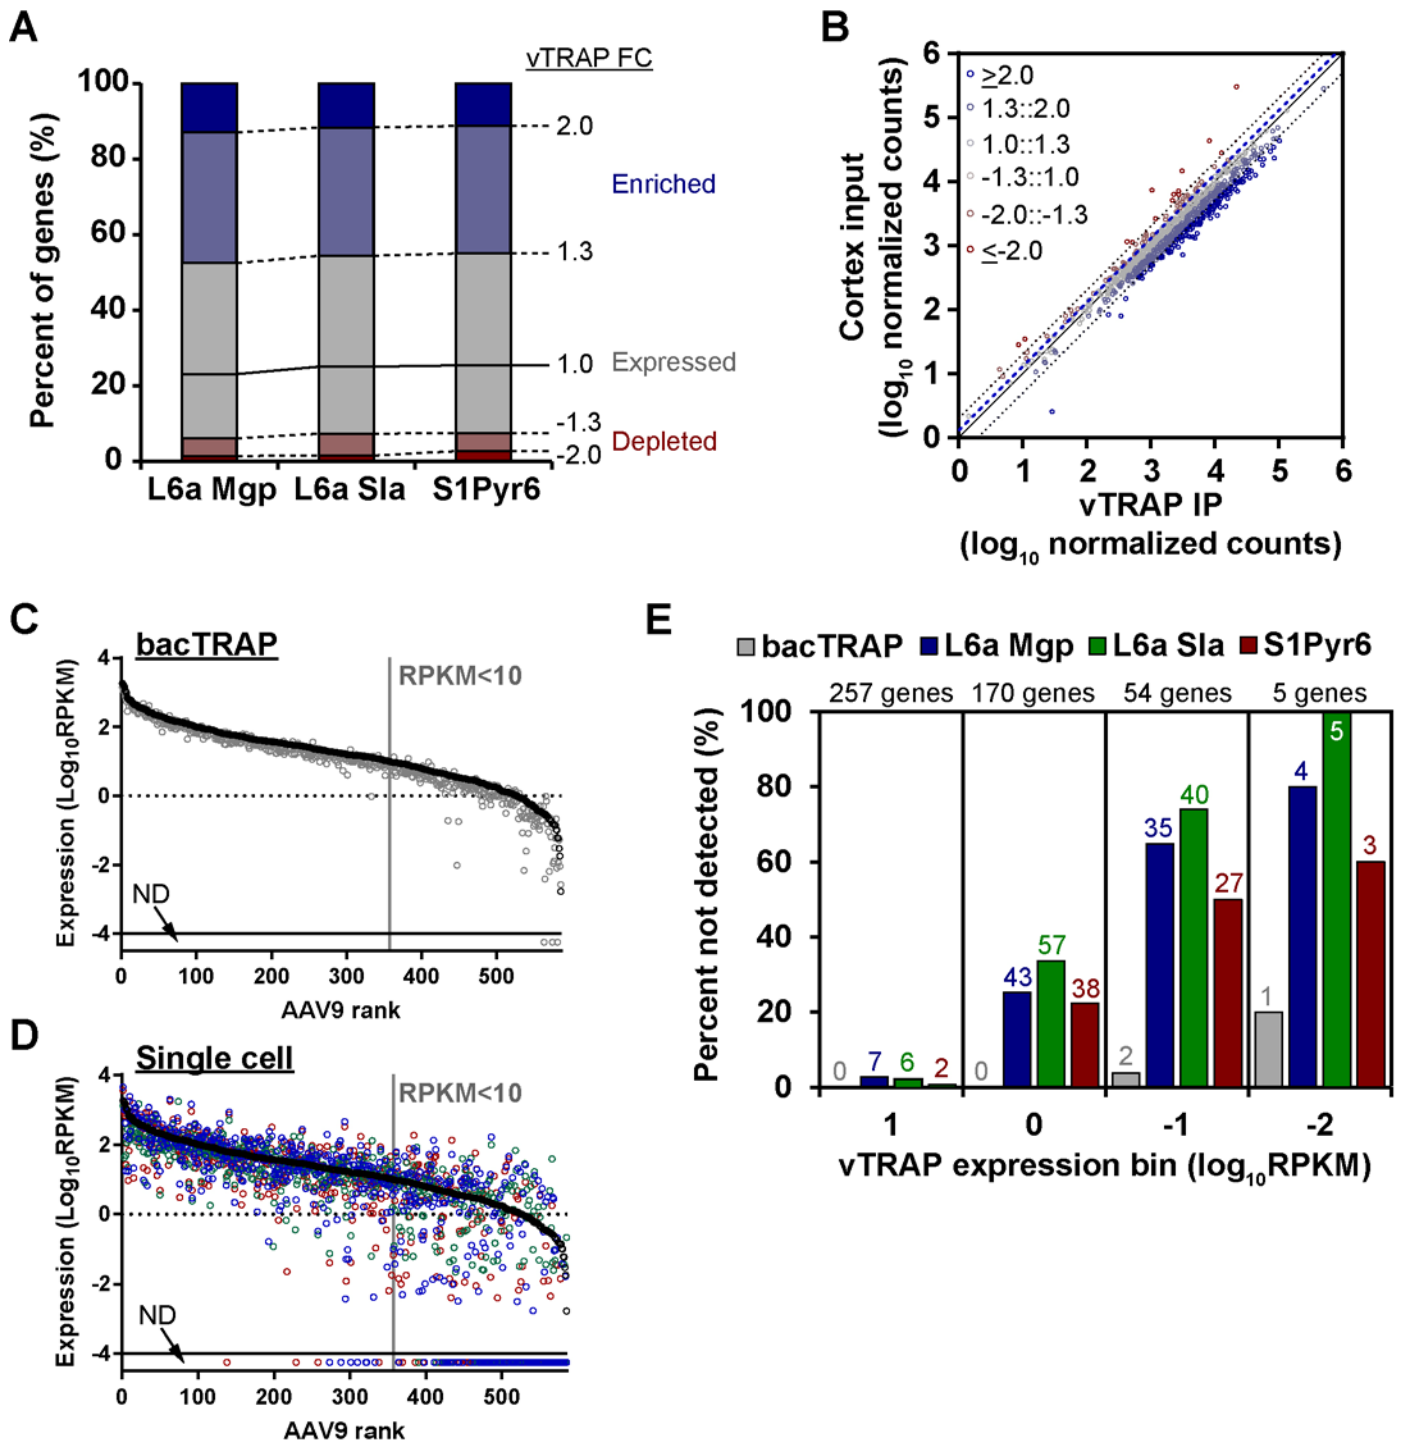 A
vTRAP FC
Percent of genes (%)
100
80
60
40
20
0
2.0
Enriched
1.3
1.0
Expressed
-1.3
Depleted
-2.0
L6a Mgp
L6a Sla
S1Pyr6
B
Cortex input
(log10 normalized counts)
6
5
4
3
2
1
0
≥2.0
1.3::2.0
1.0::1.3
-1.3::1.0
-2.0::-1.3
≤-2.0
0 1 2 3 4 5 6
vTRAP IP
(log10 normalized counts)
C
bacTRAP
Expression (Log10RPKM)
4
2
0
-2
-4
RPKM<10
ND
0 100 200 300 400 500
AAV9 rank
D
Single cell
Expression (Log10RPKM)
4
2
0
-2
-4
RPKM<10
ND
0 100 200 300 400 500
AAV9 rank
E
bacTRAP L6a Mgp L6a Sla S1Pyr6
257 genes 170 genes 54 genes 5 genes
Percent not detected (%)
100
80
60
40
20
0
0 7 6 2
0 43 57 38
2 35 40 27
1 4 5 3
1 0 -1 -2
vTRAP expression bin (log10RPKM)